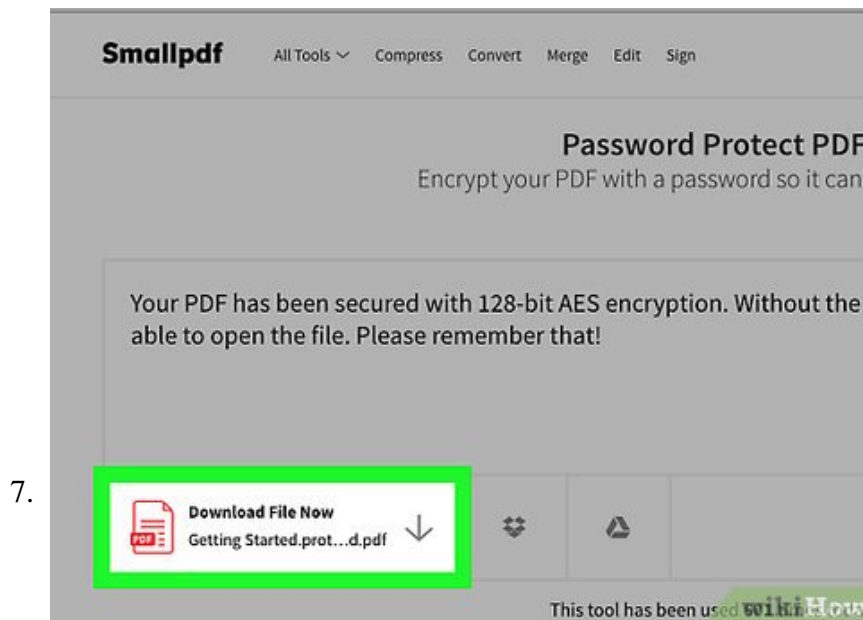 Smallpdf All Tools Compress Convert Merge Edit Sign
Password Protect PDF
Encrypt your PDF with a password so it can
Your PDF has been secured with 128-bit AES encryption. Without the
able to open the file. Please remember that!
7.
Download File Now
PDF
Getting Started.prot...d.pdf
This tool has been used
wikiHow